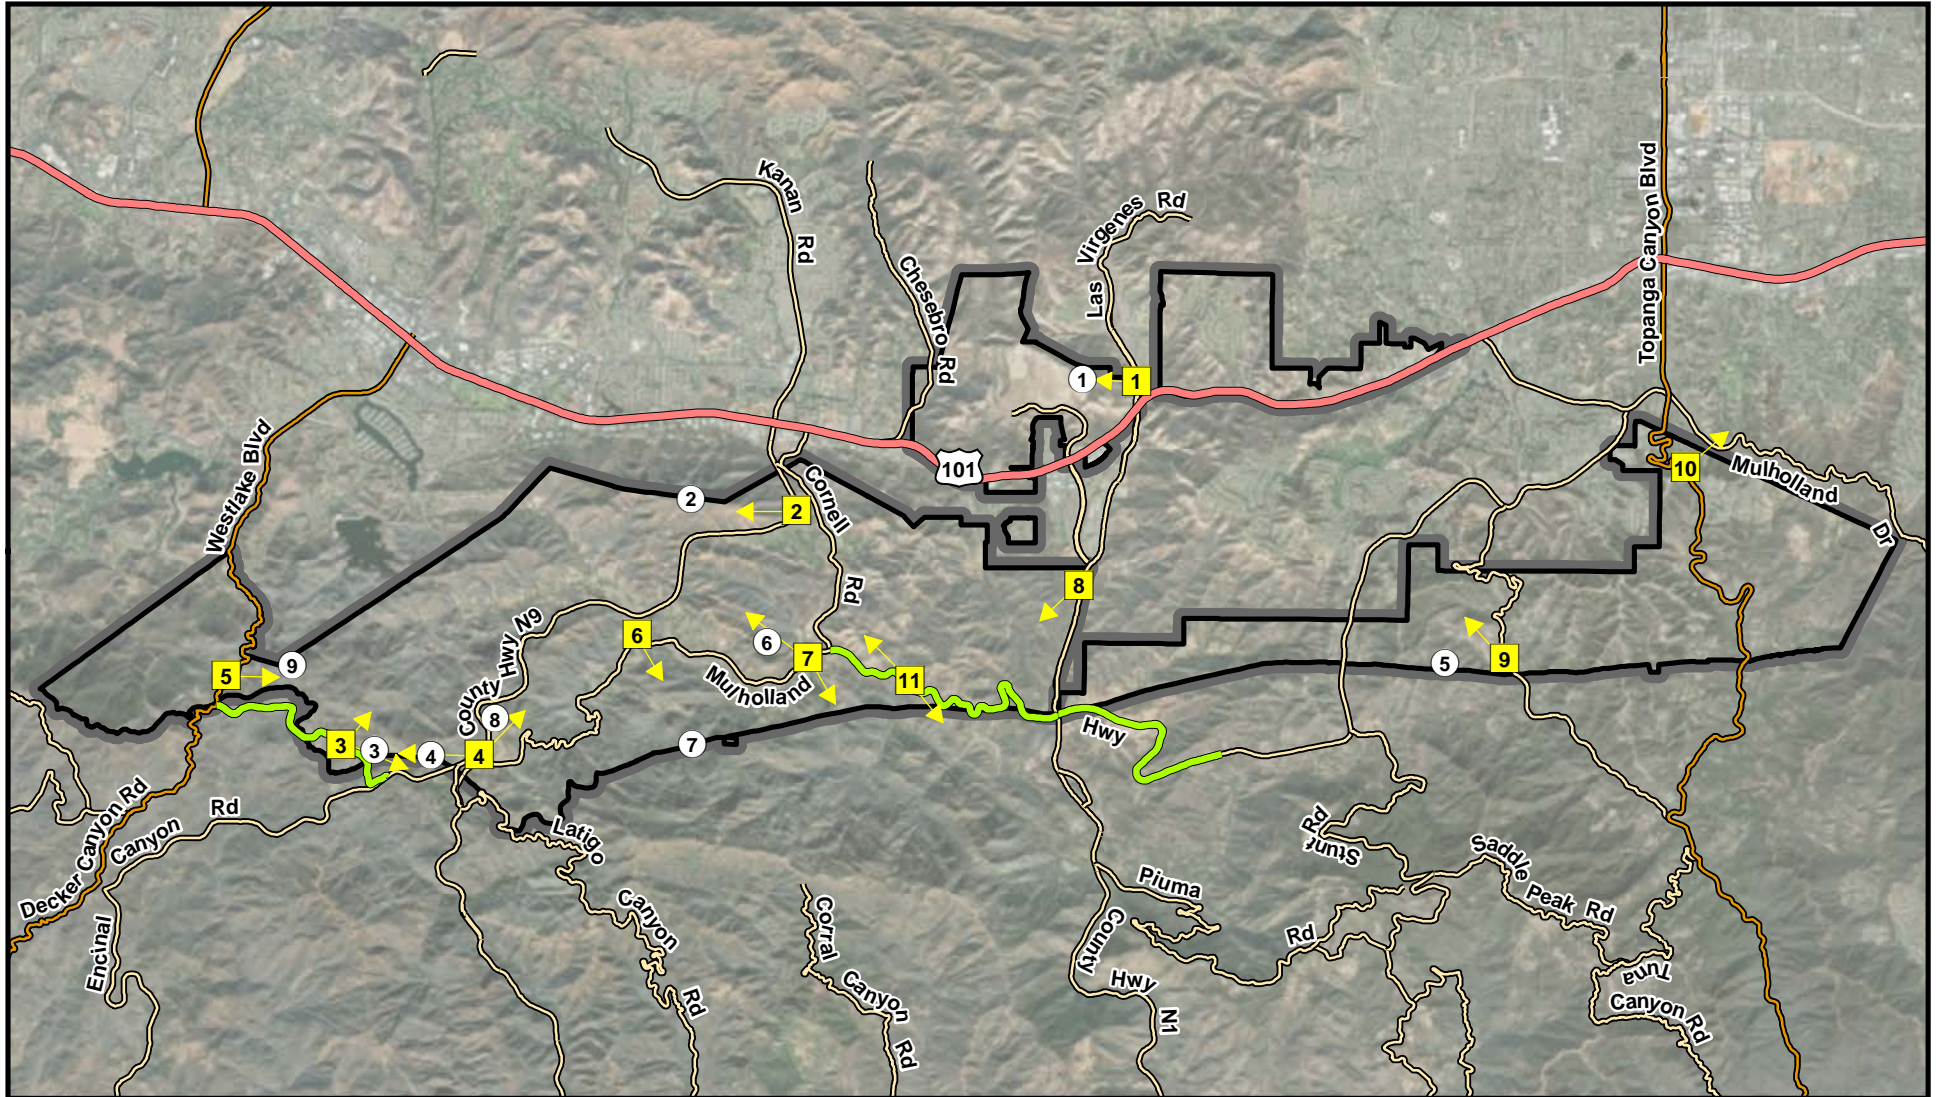 Kanan
Rd
Las Virgenes Rd
Chesebro Rd
Topanga Canyon Blvd
1
1
101
2
2
Cornell
Rd
10
Mulholland
Dr
Westlake Blvd
8
6
6
7
9
5
9
5
11
Mulholland
Hwy
County Hwy N9
8
3
3
4
4
7
Decker Canyon Rd
Canyon Rd
Encinal
Latigo
Canyon
Rd
Corral
Canyon
Rd
Piuma
Rd
County
Hwy
N1
Stunt Rd
Saddle
Peak Rd
Tuna
Canyon Rd